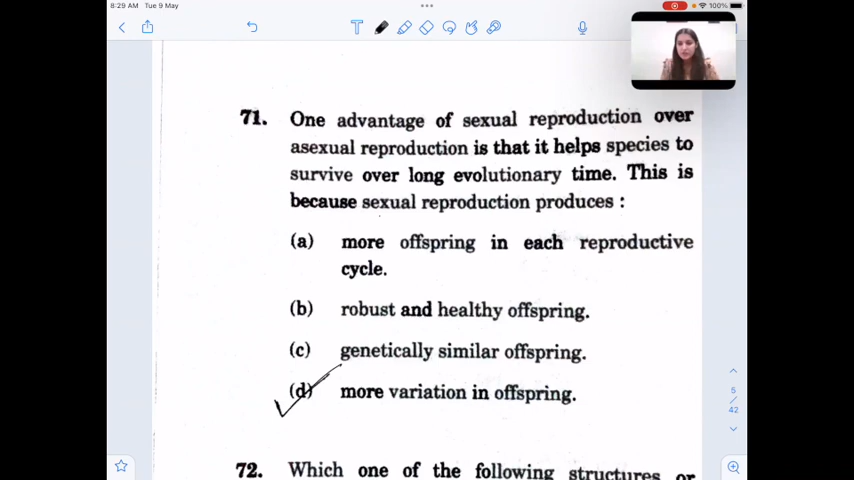 8:29 AM Tue 9 May
100%
71. One advantage of sexual reproduction over
asexual reproduction is that it helps species to
survive over long evolutionary time. This is
because sexual reproduction produces :
(a) more offspring in each reproductive
cycle.
(b) robust and healthy offspring.
(c) genetically similar offspring.
(d) more variation in offspring.
72. Which one of the following structures or
5
/
42